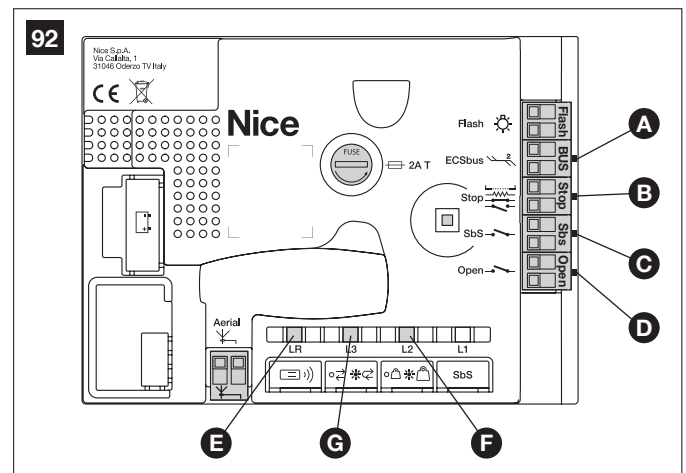 92
Nice S.p.A.
Via Callalta, 1
31046 Oderzo TV Italy
CE
Nice
FUSE
2A T
Flash
ECSbus
2
Stop
SbS
Open
Flash
BUS
Stop
Sbs
Open
A
B
C
D
Aerial
LR
L3
L2
L1
SbS
E
G
F